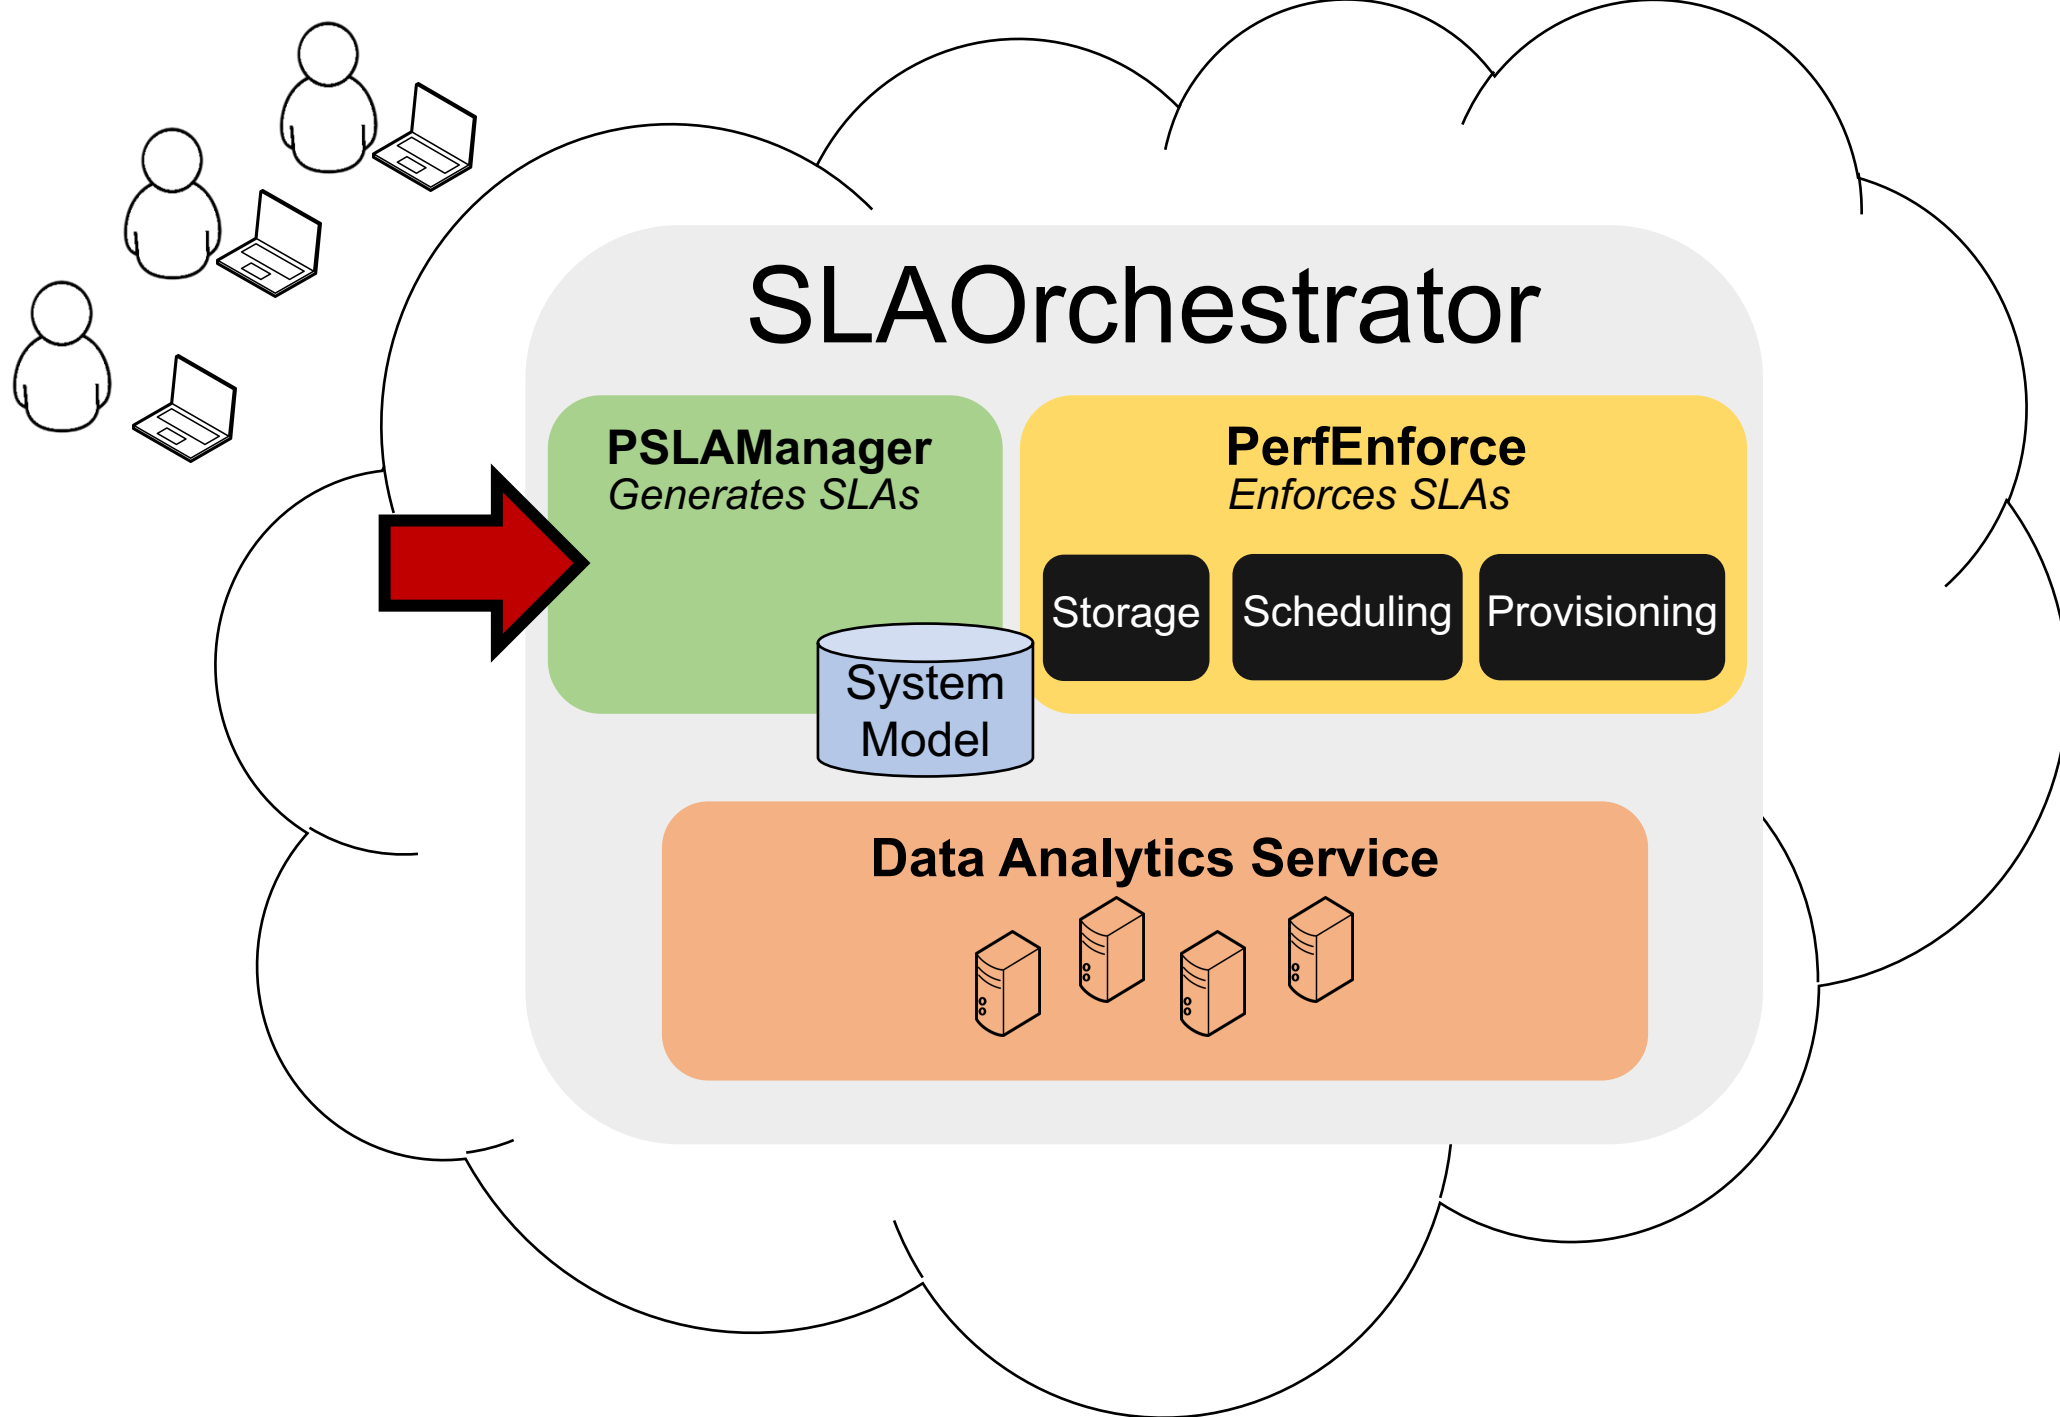 SLAOrchestrator
PSLAManager
Generates SLAs
PerfEnforce
Enforces SLAs
Storage
Scheduling
Provisioning
System
Model
Data Analytics Service